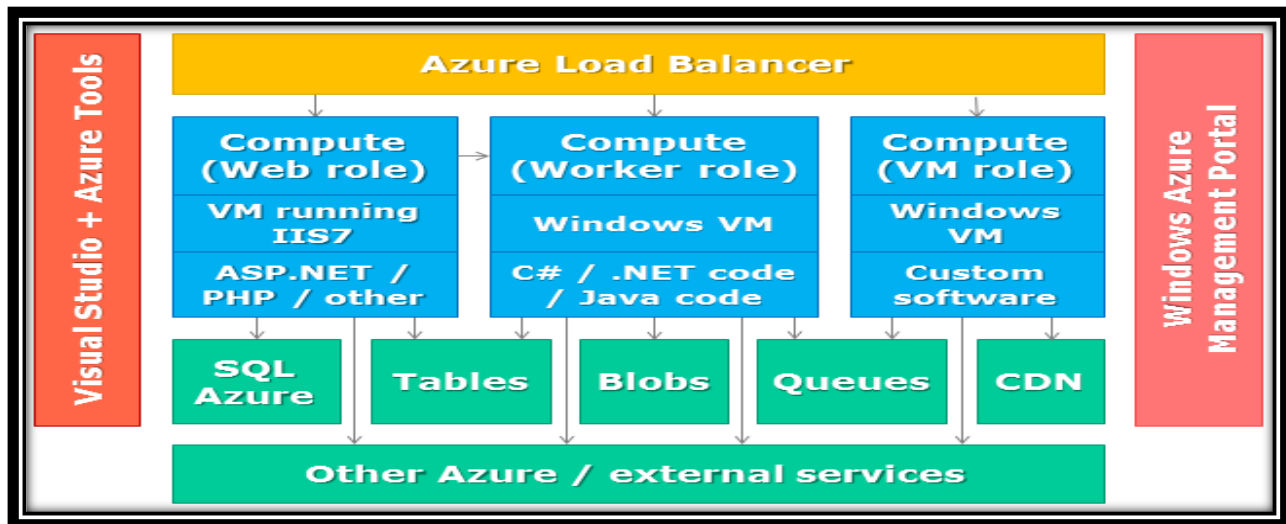 Visual Studio + Azure Tools
Azure Load Balancer
Compute
(Web role)
VM running
IIS7
ASP.NET /
PHP / other
Compute
(Worker role)
Windows VM
C# / .NET code
/ Java code
Compute
(VM role)
Windows
VM
Custom
software
SQL
Azure
Tables
Blobs
Queues
CDN
Other Azure / external services
Windows Azure
Management Portal